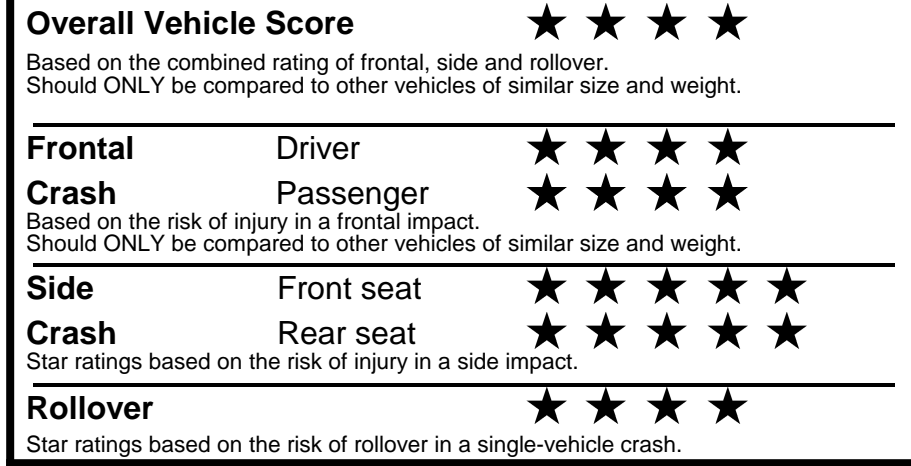 Overall Vehicle Score ★ ★ ★ ★
Based on the combined rating of frontal, side and rollover.
Should ONLY be compared to other vehicles of similar size and weight.
Frontal Driver ★ ★ ★ ★
Crash Passenger ★ ★ ★ ★
Based on the risk of injury in a frontal impact.
Should ONLY be compared to other vehicles of similar size and weight.
Side Front seat ★ ★ ★ ★ ★
Crash Rear seat ★ ★ ★ ★ ★
Star ratings based on the risk of injury in a side impact.
Rollover ★ ★ ★ ★
Star ratings based on the risk of rollover in a single-vehicle crash.